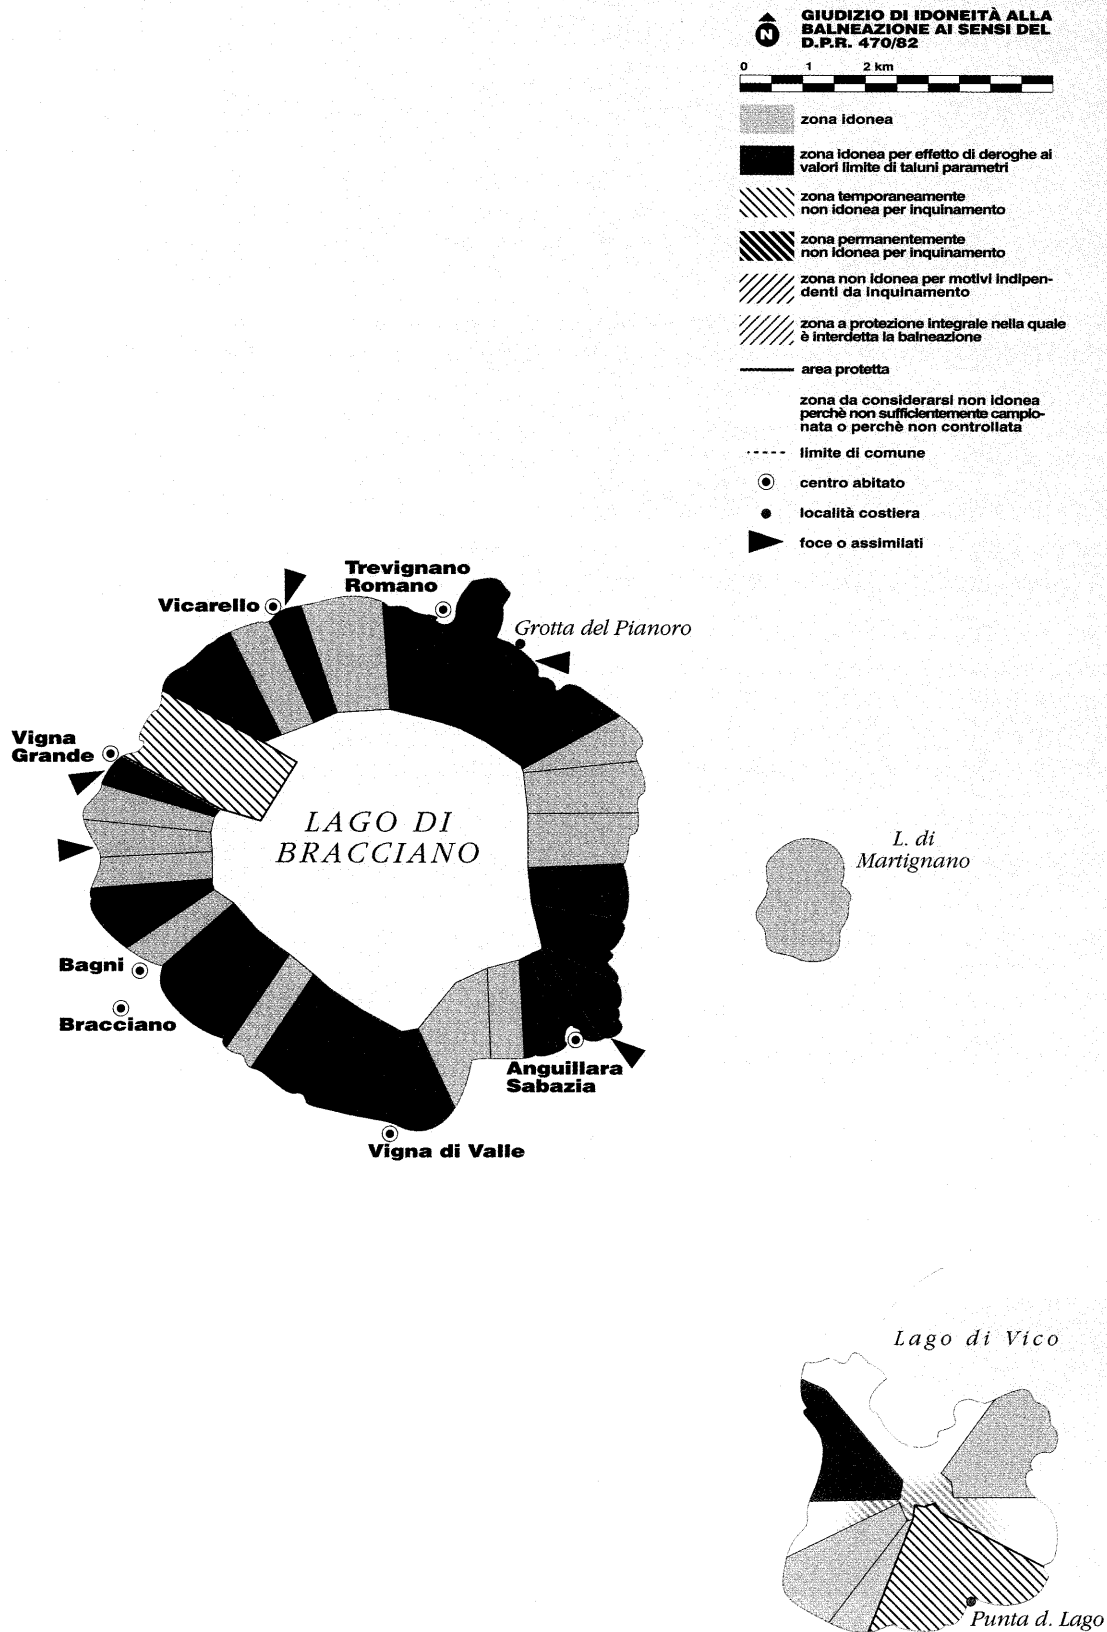 N
GIUDIZIO DI IDONEITÀ ALLA
BALNEAZIONE AI SENSI DEL
D.P.R. 470/82
0 1 2 km
zona idonea
zona idonea per effetto di deroghe ai
valori limite di taluni parametri
zona temporaneamente
non idonea per inquinamento
zona permanentemente
non idonea per inquinamento
zona non idonea per motivi indipen-
denti da inquinamento
zona a protezione integrale nella quale
è interdetta la balneazione
area protetta
zona da considerarsi non idonea
perchè non sufficientemente campio-
nata o perchè non controllata
limite di comune
centro abitato
località costiera
foce o assimilati
Trevignano
Romano
Vicarello
Grotta del Pianoro
Vigna
Grande
LAGO DI
BRACCIANO
L. di
Martignano
Bagni
Bracciano
Anguillara
Sabazia
Vigna di Valle
Lago di Vico
Punta d. Lago